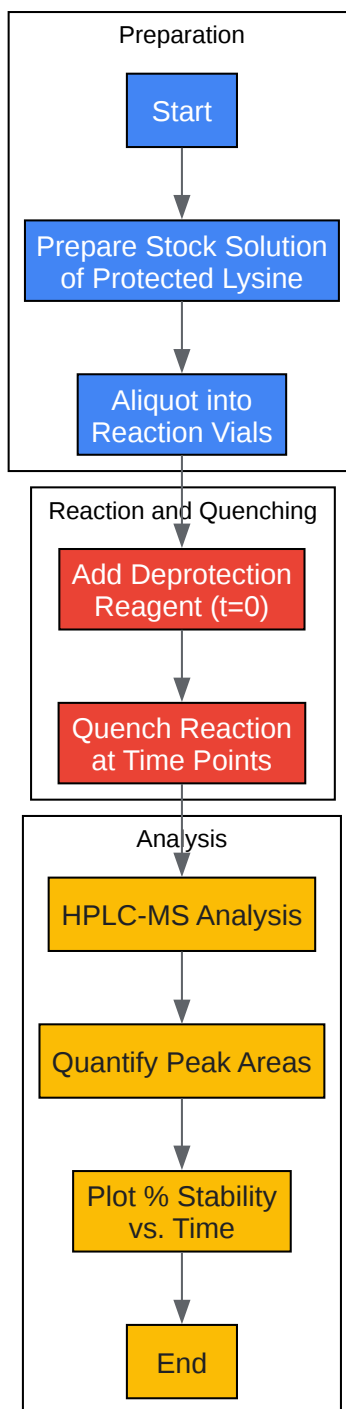 Preparation
Start
Prepare Stock Solution
of Protected Lysine
Aliquot into
Reaction Vials
Reaction and Quenching
Add Deprotection
Reagent (t=0)
Quench Reaction
at Time Points
Analysis
HPLC-MS Analysis
Quantify Peak Areas
Plot % Stability
vs. Time
End